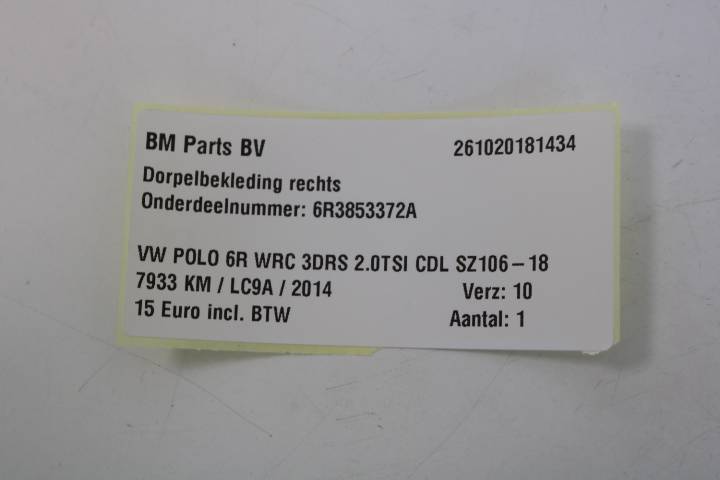 BM Parts BV 261020181434
Dorpelbekleding rechts
Onderdeelnummer: 6R3853372A
VW POLO 6R WRC 3DRS 2.0TSI CDL SZ106-18
7933 KM / LC9A / 2014 Verz: 10
15 Euro incl. BTW Aantal: 1